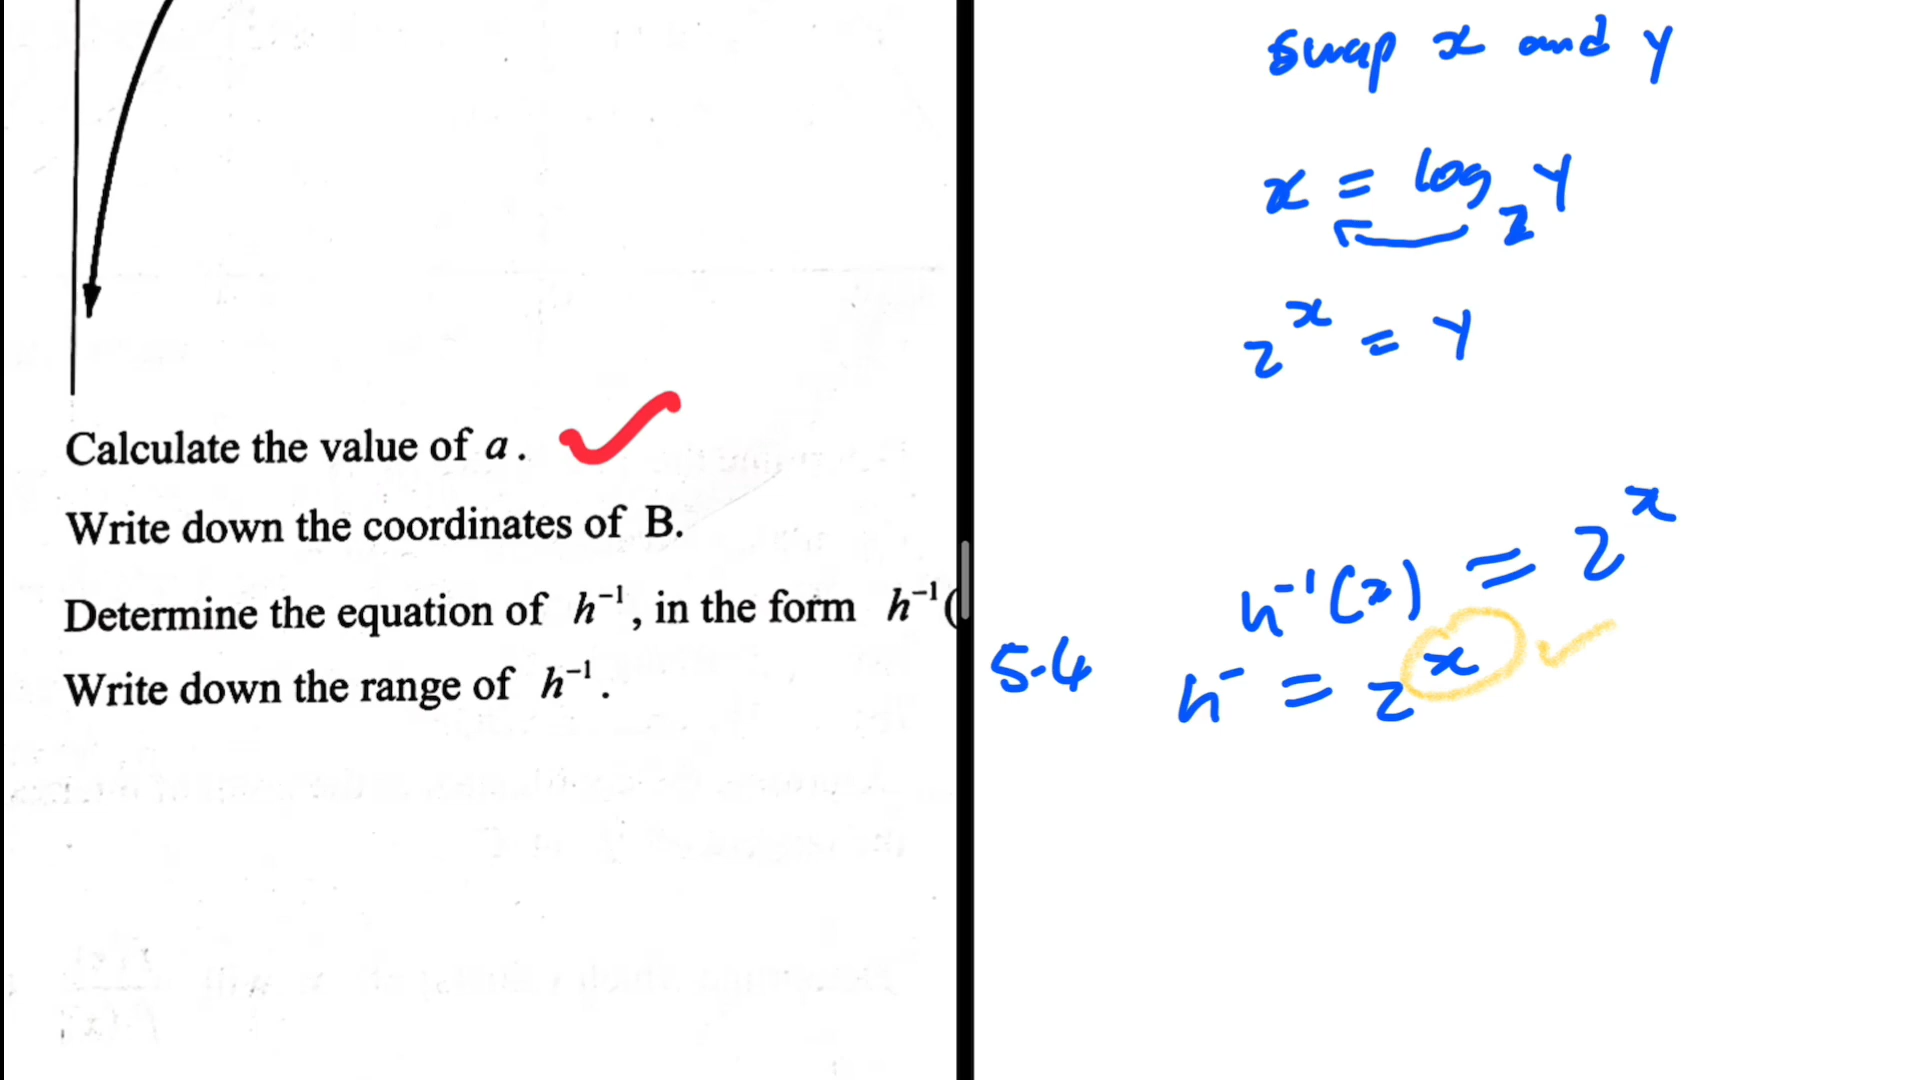 Calculate the value of a.
Write down the coordinates of B.
Determine the equation of h⁻¹, in the form h⁻¹(
Write down the range of h⁻¹.
swap x and y
x = log₂ y
2ˣ = y
h⁻¹(x) = 2ˣ
5.4 h⁻ = 2ˣ